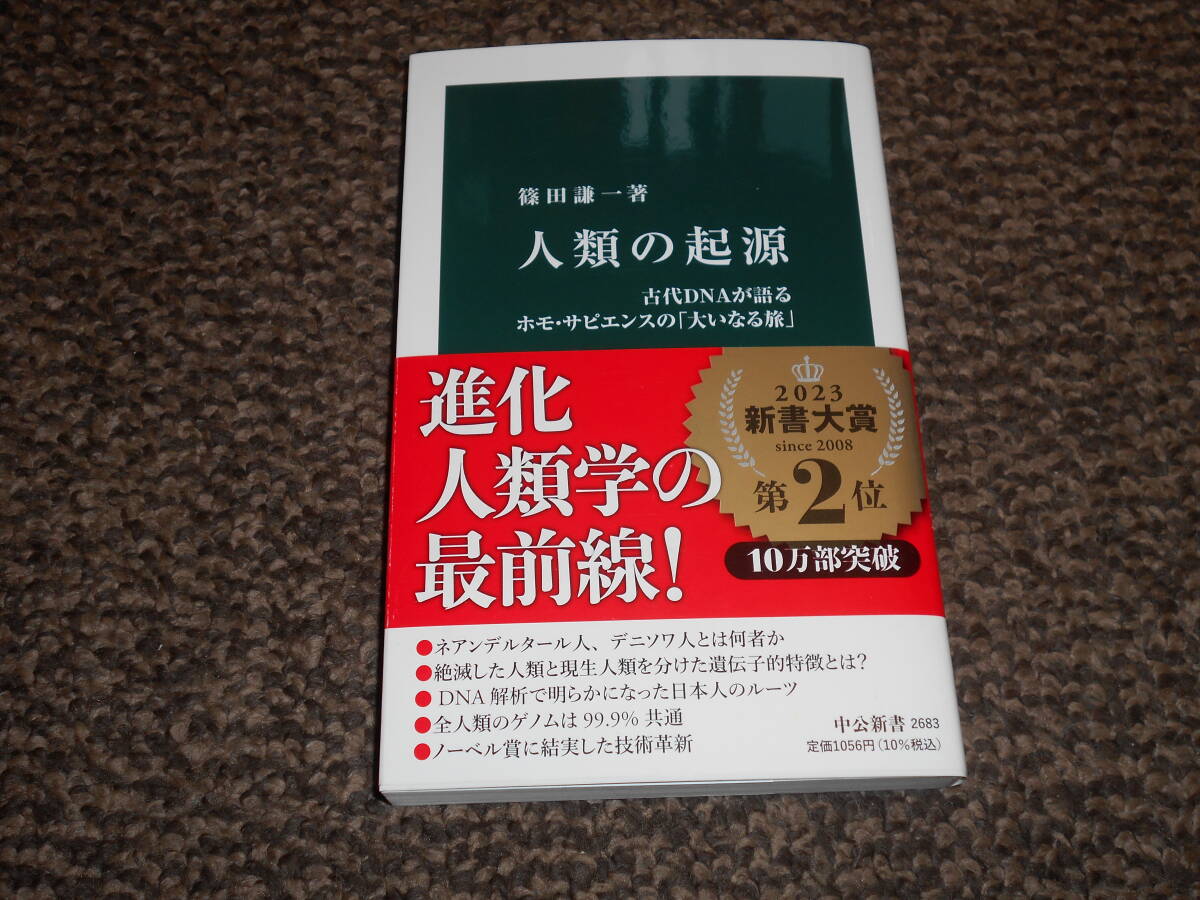 篠田謙一著
人類の起源
古代DNAが語る
ホモ・サピエンスの「大いなる旅」
進化
人類学の
最前線!
2023
新書大賞
since 2008
第2位
10万部突破
●ネアンデルタール人、デニソワ人とは何者か
●絶滅した人類と現生人類を分けた遺伝子的特徴とは?
●DNA解析で明らかになった日本人のルーツ
●全人類のゲノムは99.9%共通
●ノーベル賞に結実した技術革新
中公新書 2683
定価1056円(10%税込)